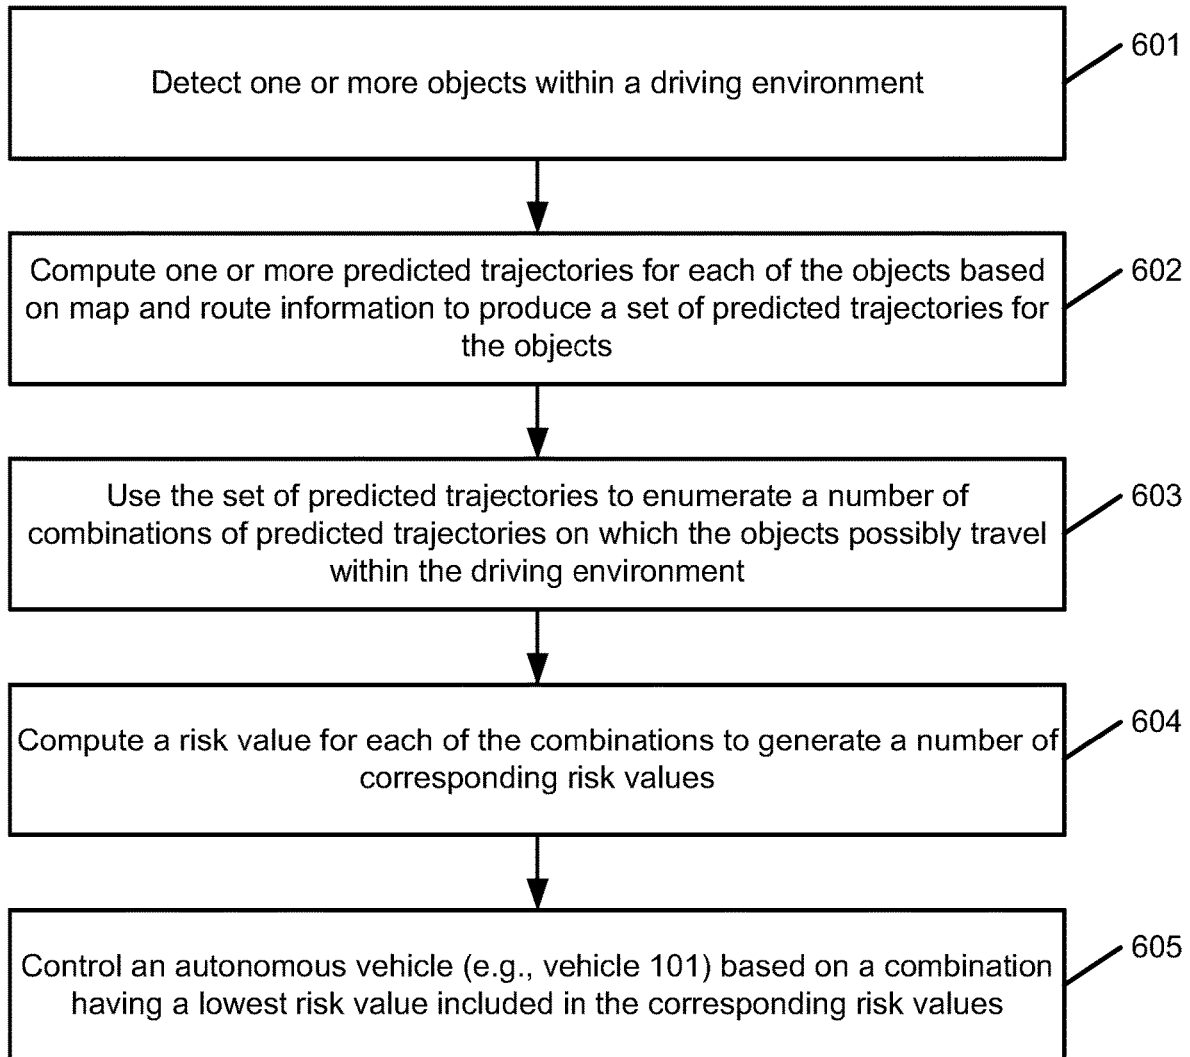 Detect one or more objects within a driving environment
601
Compute one or more predicted trajectories for each of the objects based
on map and route information to produce a set of predicted trajectories for
the objects
602
Use the set of predicted trajectories to enumerate a number of
combinations of predicted trajectories on which the objects possibly travel
within the driving environment
603
Compute a risk value for each of the combinations to generate a number of
corresponding risk values
604
Control an autonomous vehicle (e.g., vehicle 101) based on a combination
having a lowest risk value included in the corresponding risk values
605